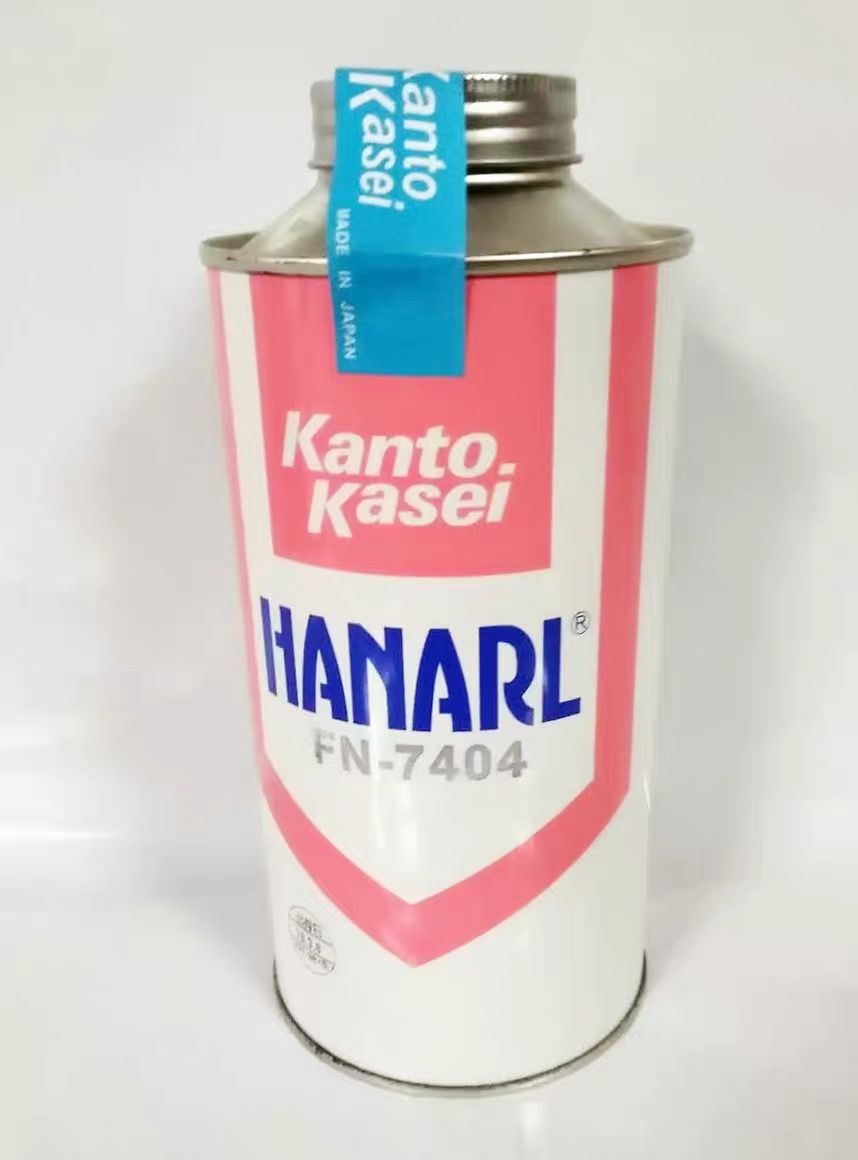 Kanto
Kasei
MADE IN JAPAN
Kanto
Kasei
HANARL®
FN-7404